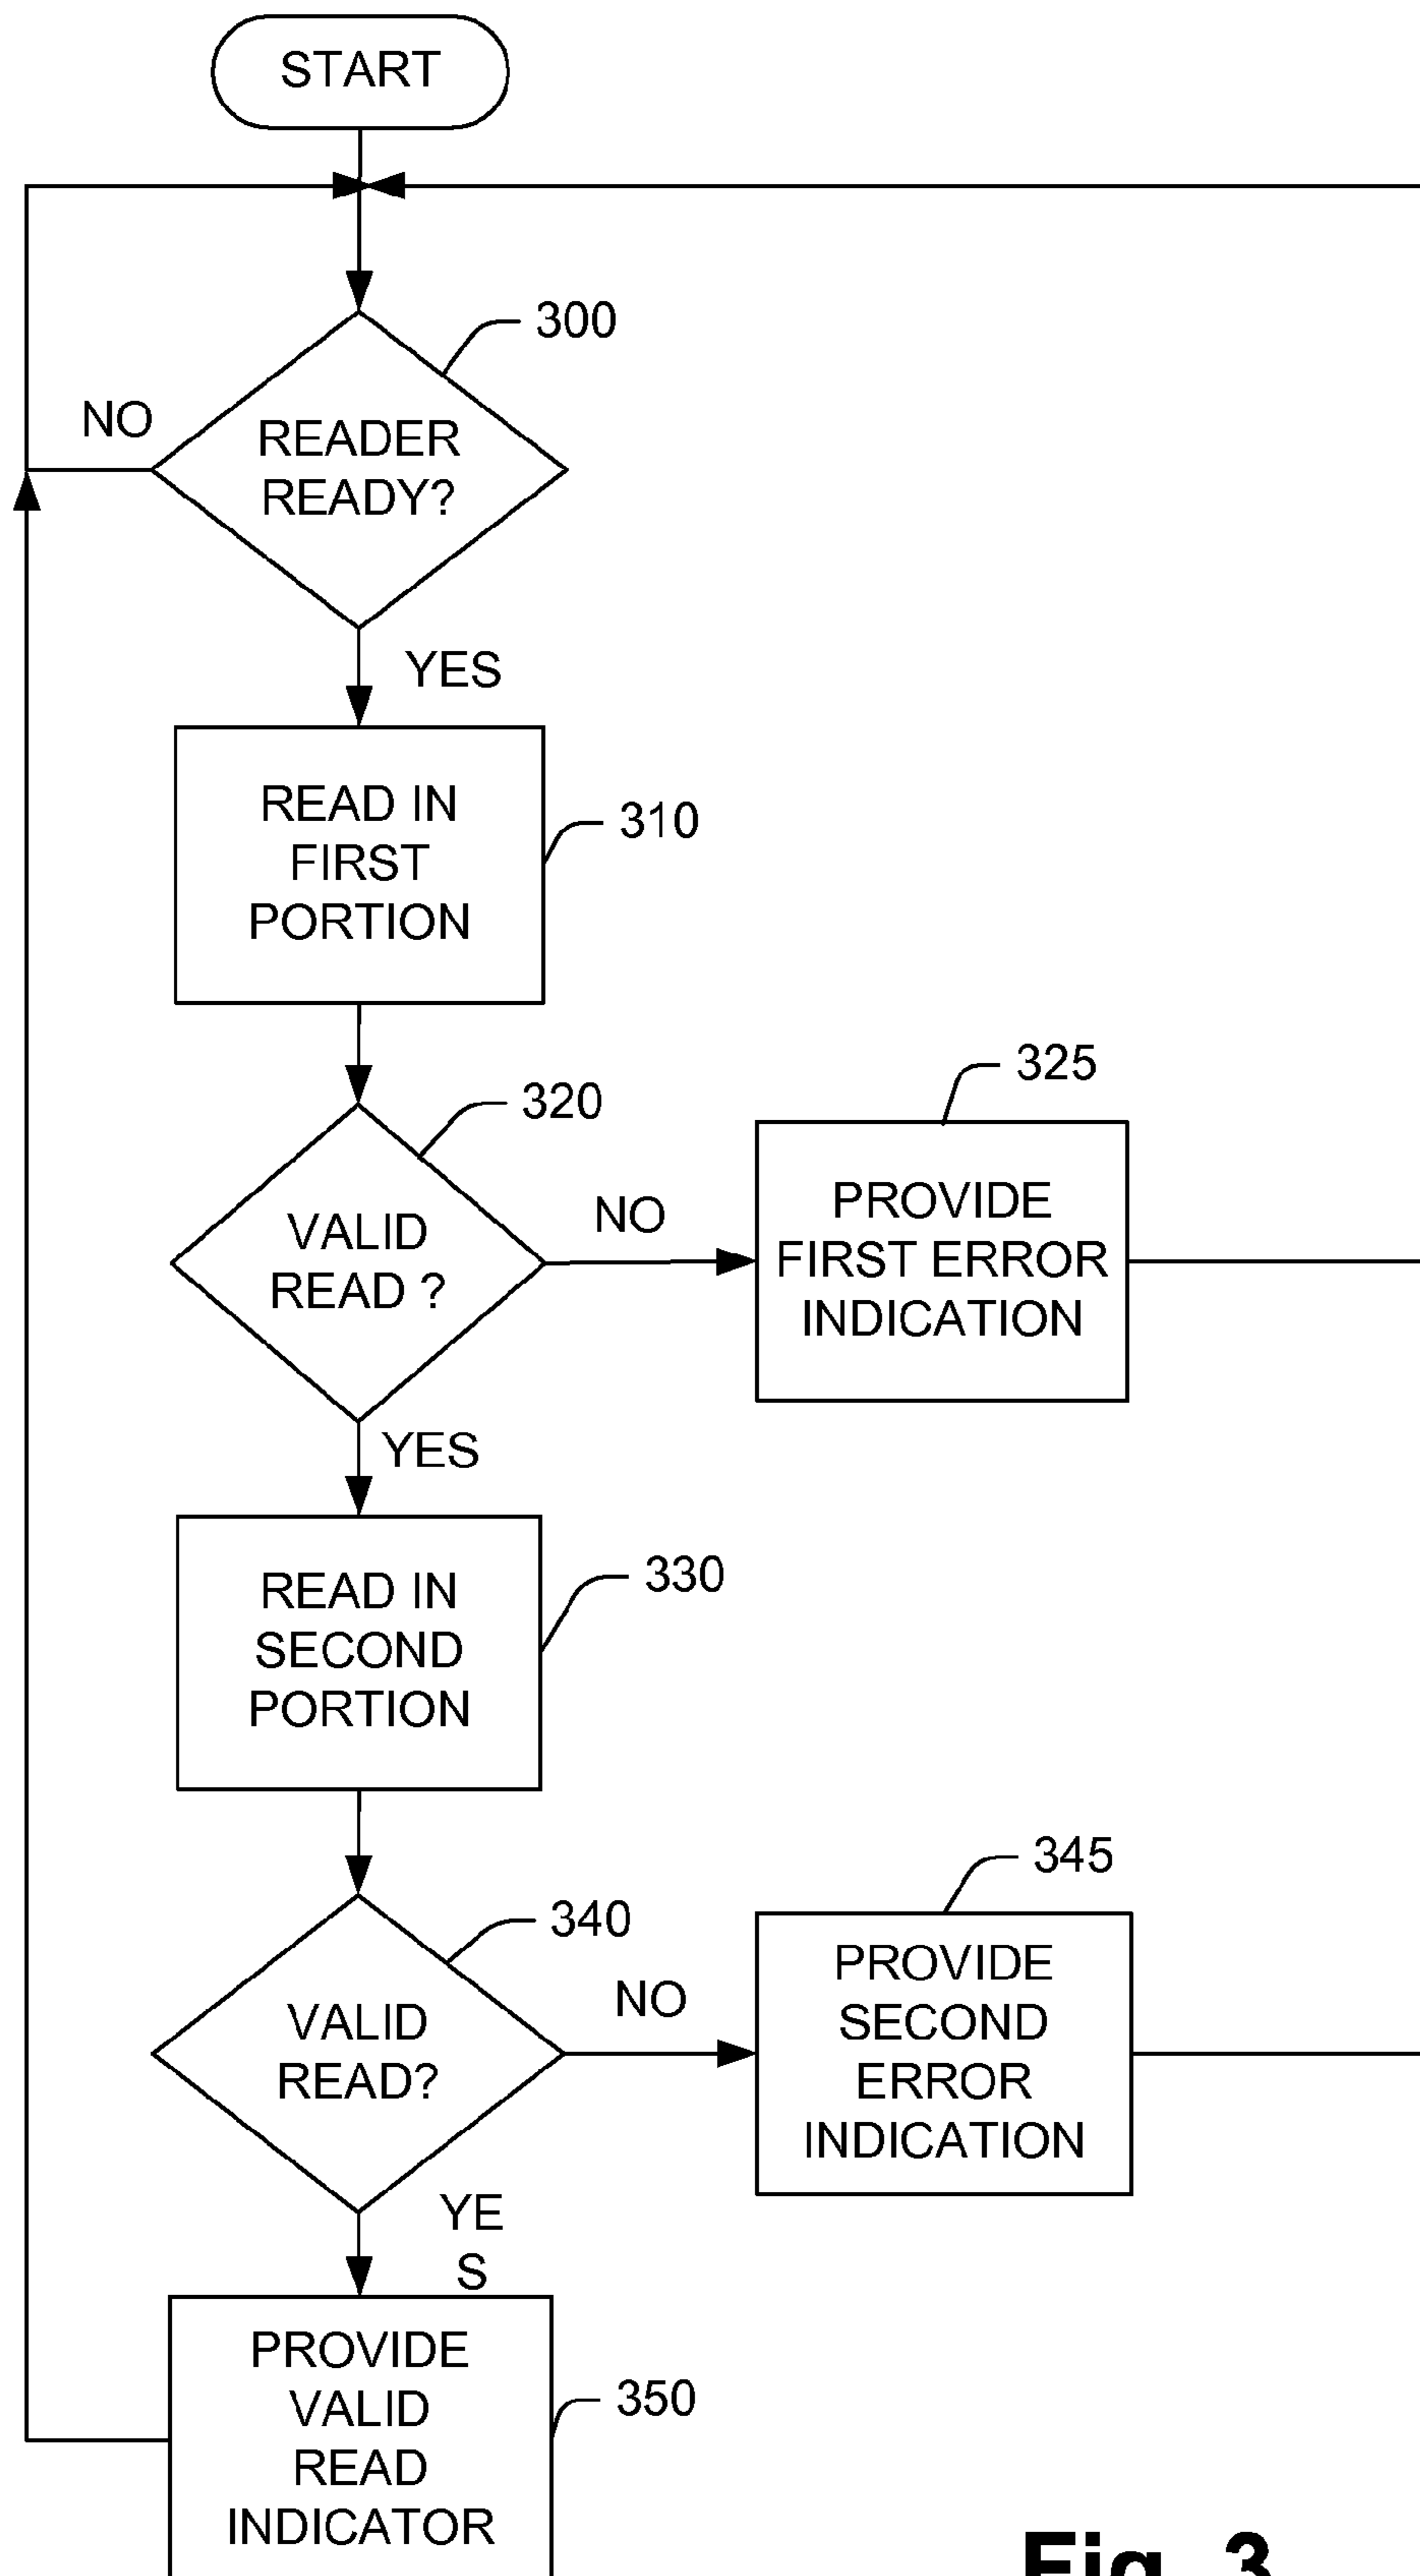 START
300
NO
READER
READY?
YES
READ IN
FIRST
PORTION
310
320
VALID
READ ?
NO
325
PROVIDE
FIRST ERROR
INDICATION
YES
READ IN
SECOND
PORTION
330
340
VALID
READ?
NO
345
PROVIDE
SECOND
ERROR
INDICATION
YE
S
PROVIDE
VALID
READ
INDICATOR
350
Fig. 3